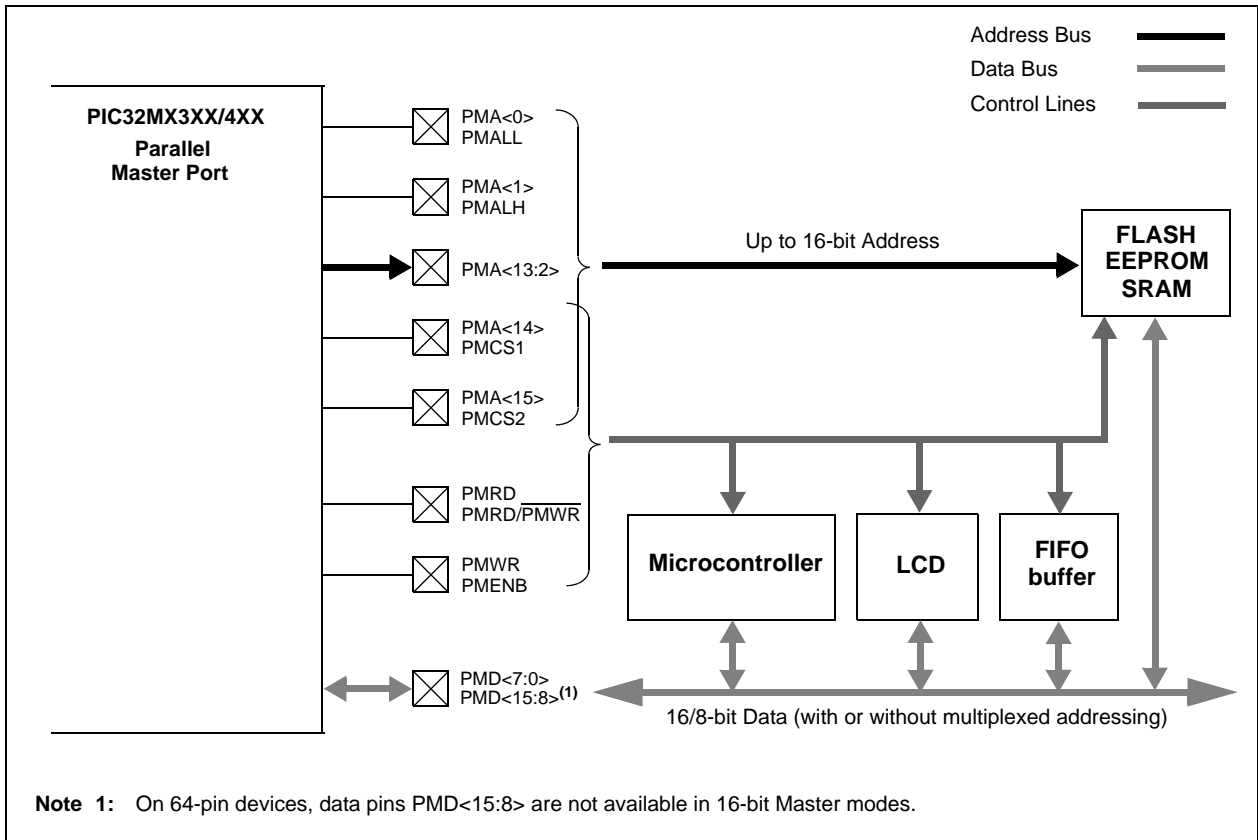 Address Bus
Data Bus
Control Lines
PIC32MX3XX/4XX
Parallel
Master Port
PMA<0>
PMALL
PMA<1>
PMALH
PMA<13:2>
PMA<14>
PMCS1
PMA<15>
PMCS2
PMRD
PMRD/PMWR
PMWR
PMENB
PMD<7:0>
PMD<15:8>(1)
Up to 16-bit Address
FLASH
EEPROM
SRAM
Microcontroller
LCD
FIFO
buffer
16/8-bit Data (with or without multiplexed addressing)
Note 1: On 64-pin devices, data pins PMD<15:8> are not available in 16-bit Master modes.